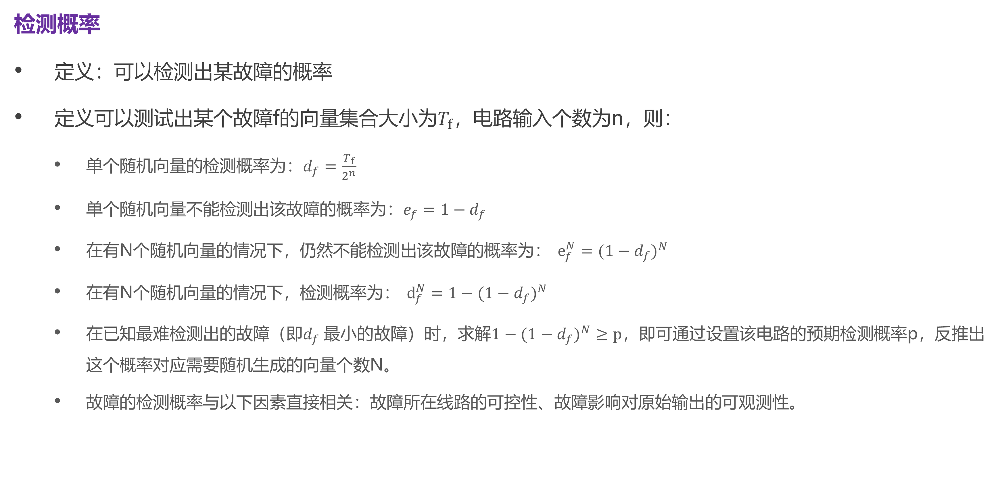 检测概率
• 定义：可以检测出某故障的概率
• 定义可以测试出某个故障f的向量集合大小为$T_{\mathrm{f}}$，电路输入个数为n，则：
• 单个随机向量的检测概率为：$d_f = \frac{T_{\mathrm{f}}}{2^n}$
• 单个随机向量不能检测出该故障的概率为：$e_f = 1 - d_f$
• 在有N个随机向量的情况下，仍然不能检测出该故障的概率为： $\mathrm{e}_f^N = (1 - d_f)^N$
• 在有N个随机向量的情况下，检测概率为： $\mathrm{d}_f^N = 1 - (1 - d_f)^N$
• 在已知最难检测出的故障（即$d_f$ 最小的故障）时，求解$1 - (1 - d_f)^N \geq \mathrm{p}$，即可通过设置该电路的预期检测概率p，反推出
这个概率对应需要随机生成的向量个数N。
• 故障的检测概率与以下因素直接相关：故障所在线路的可控性、故障影响对原始输出的可观测性。